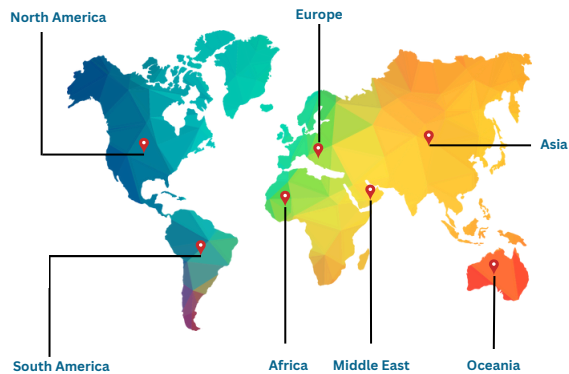 Europe
North America
Asia
South America
Africa
Middle East
Oceania